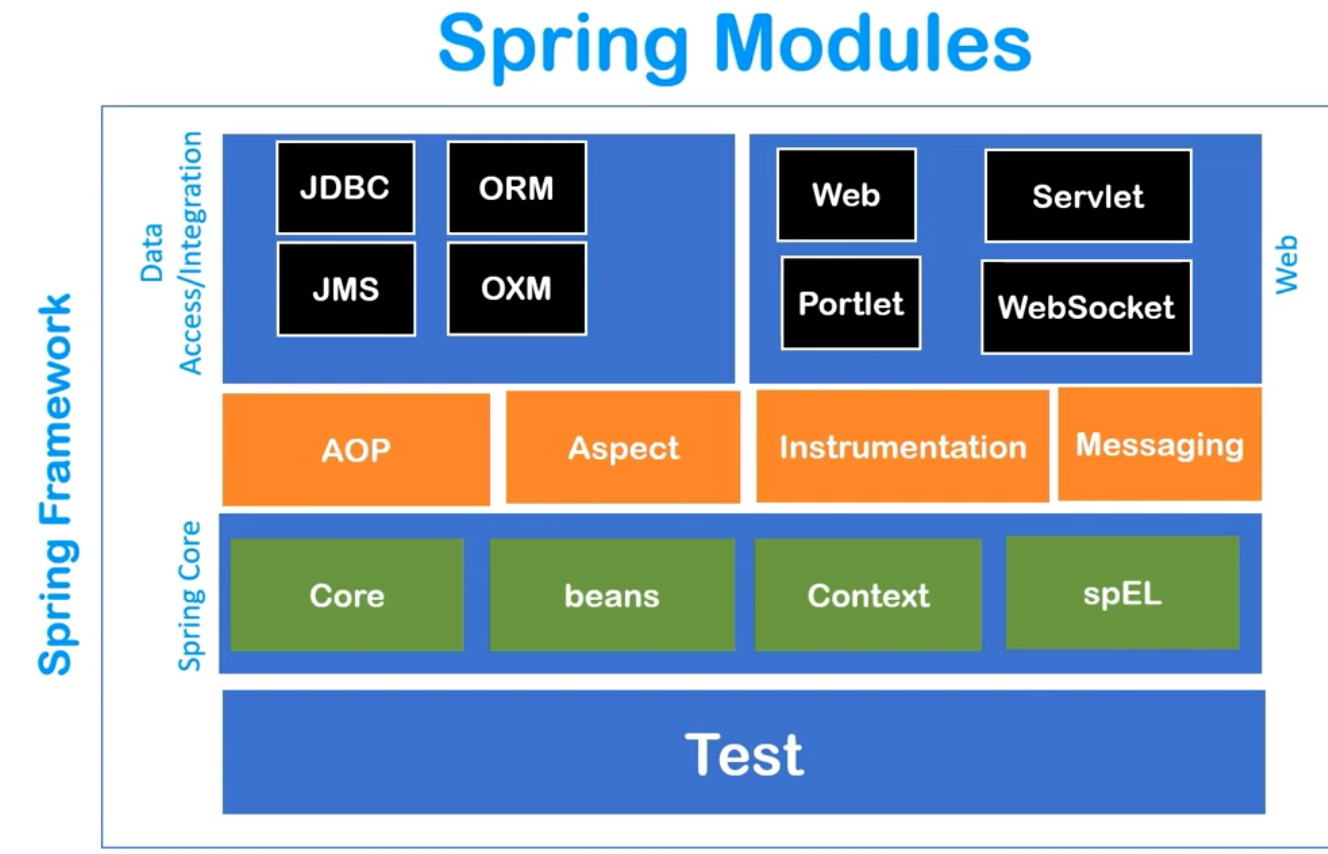 Spring Modules
Spring Framework
Data
Access/Integration
JDBC
ORM
JMS
OXM
Web
Servlet
Portlet
WebSocket
Web
AOP
Aspect
Instrumentation
Messaging
Spring Core
Core
beans
Context
spEL
Test